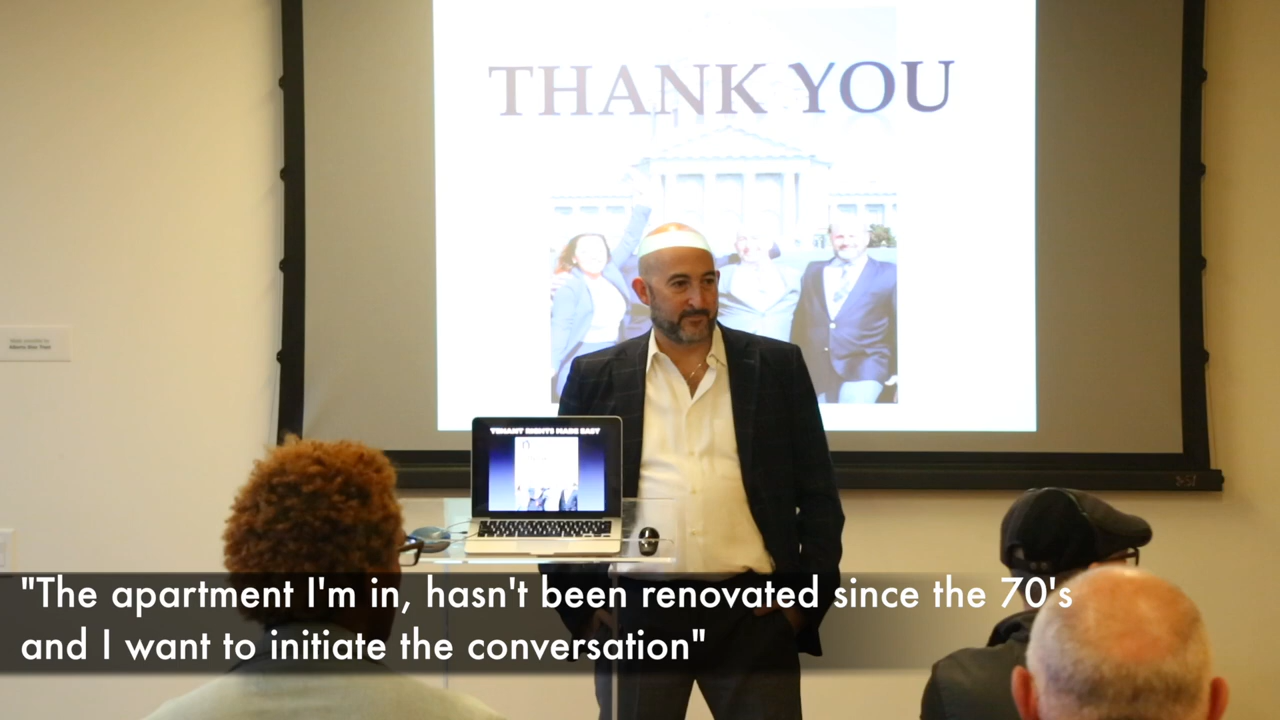 THANK YOU
TENANT RIGHTS MADE EASY
"The apartment I'm in, hasn't been renovated since the 70's
and I want to initiate the conversation"